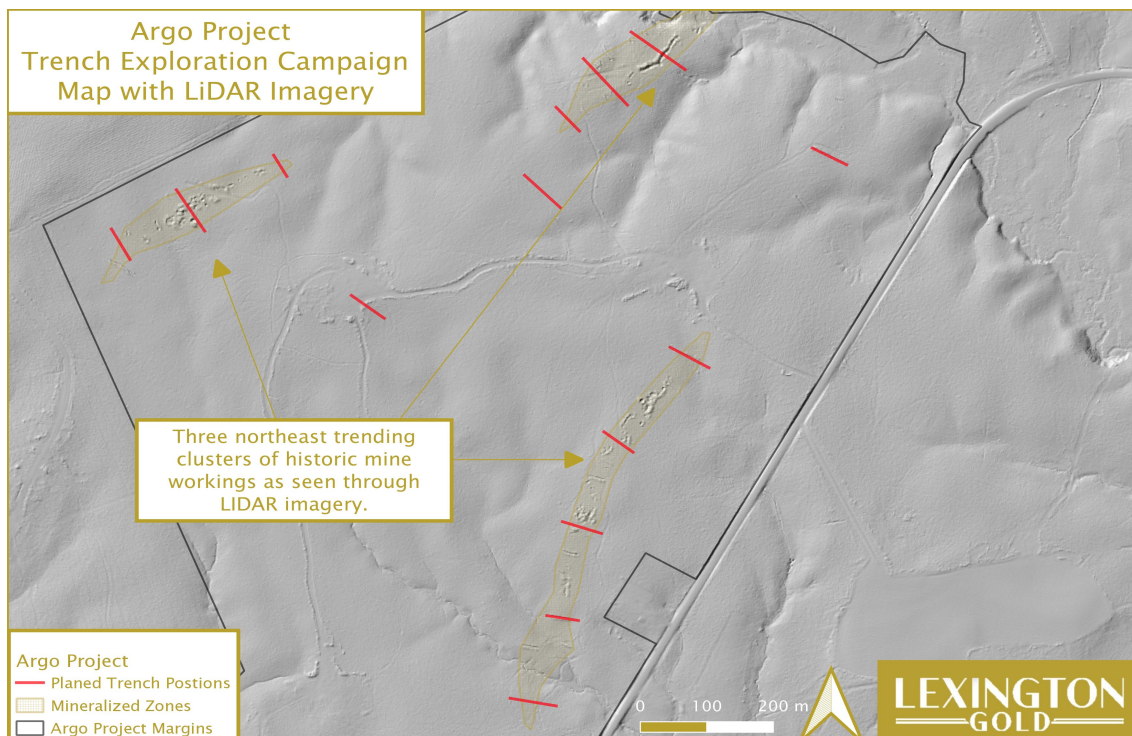 Argo Project
Trench Exploration Campaign
Map with LiDAR Imagery
Three northeast trending
clusters of historic mine
workings as seen through
LIDAR imagery.
Argo Project
Planed Trench Postions
Mineralized Zones
Argo Project Margins
0 100 200 m
LEXINGTON
GOLD